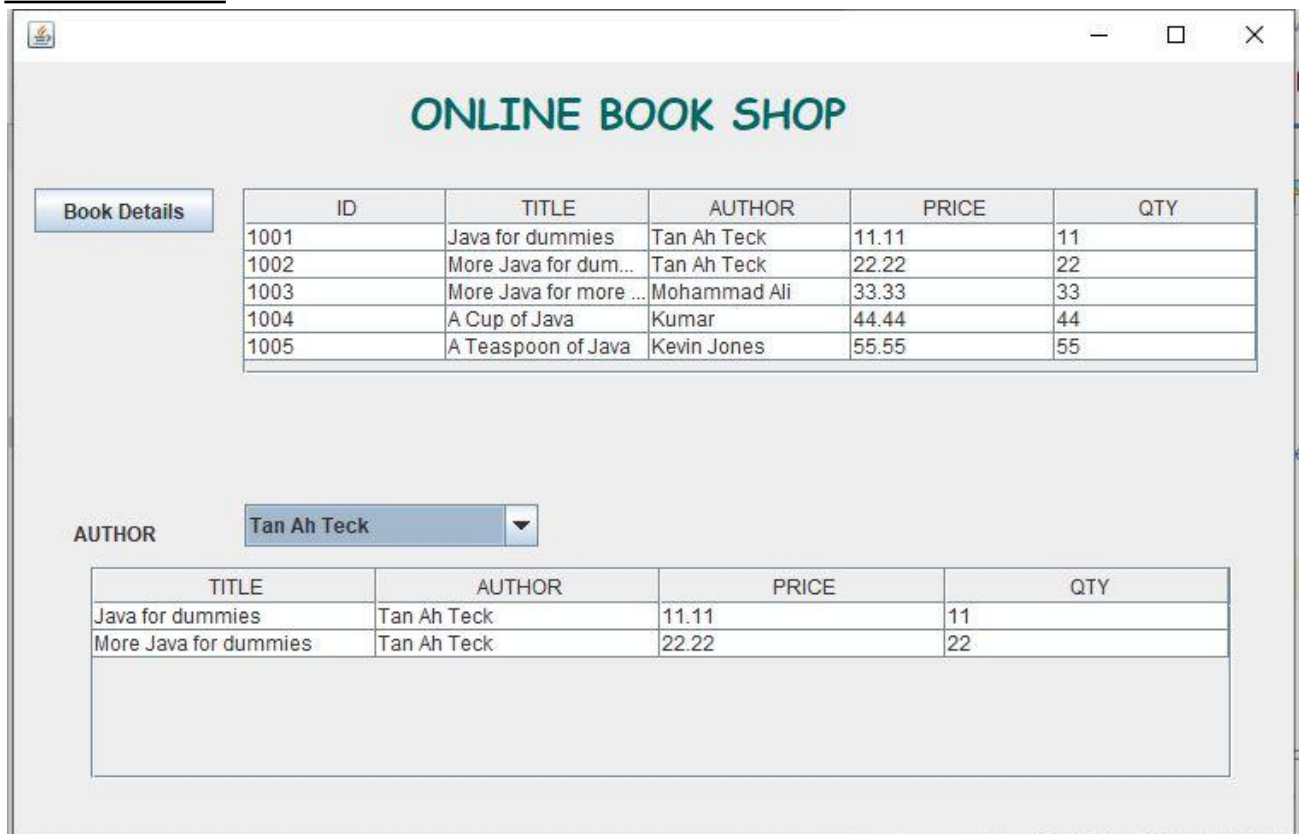 ONLINE BOOK SHOP
Book Details
ID TITLE AUTHOR PRICE QTY
1001 Java for dummies Tan Ah Teck 11.11 11
1002 More Java for dum... Tan Ah Teck 22.22 22
1003 More Java for more ... Mohammad Ali 33.33 33
1004 A Cup of Java Kumar 44.44 44
1005 A Teaspoon of Java Kevin Jones 55.55 55
AUTHOR Tan Ah Teck
TITLE AUTHOR PRICE QTY
Java for dummies Tan Ah Teck 11.11 11
More Java for dummies Tan Ah Teck 22.22 22